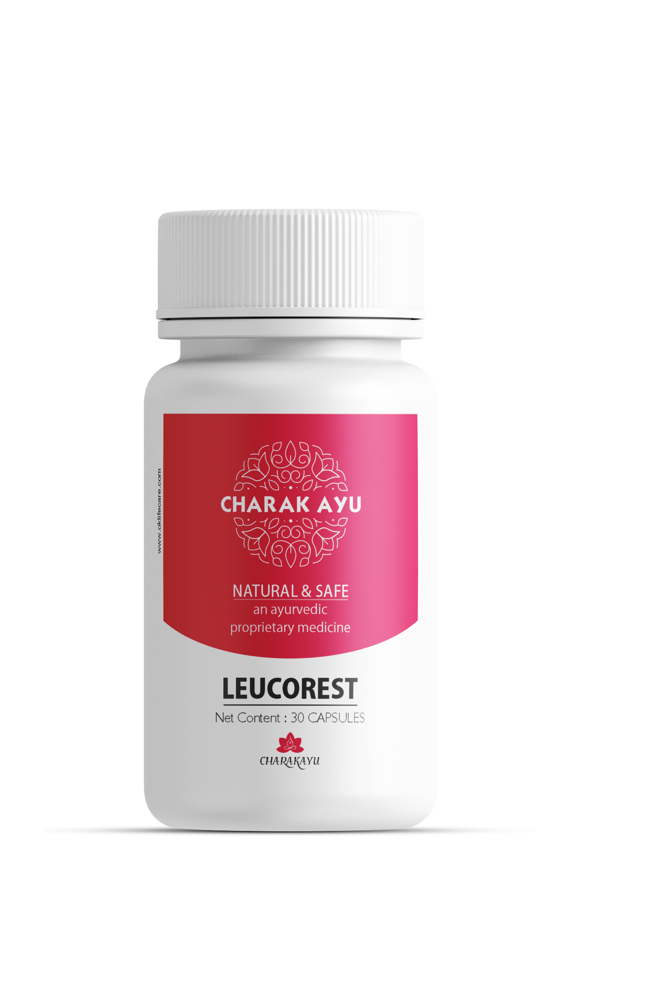 CHARAK AYU
NATURAL & SAFE
an ayurvedic
proprietary medicine
www.oklifecare.com
LEUCOREST
Net Content : 30 CAPSULES
CHARAKAYU